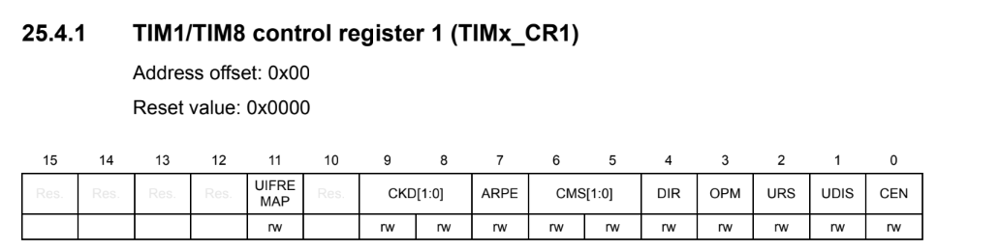 25.4.1 TIM1/TIM8 control register 1 (TIMx_CR1)
Address offset: 0x00
Reset value: 0x0000
15 14 13 12 11 10 9 8 7 6 5 4 3 2 1 0
Res. Res. Res. Res. UIFRE Res. CKD[1:0] ARPE CMS[1:0] DIR OPM URS UDIS CEN
MAP
rw rw rw rw rw rw rw rw rw rw rw